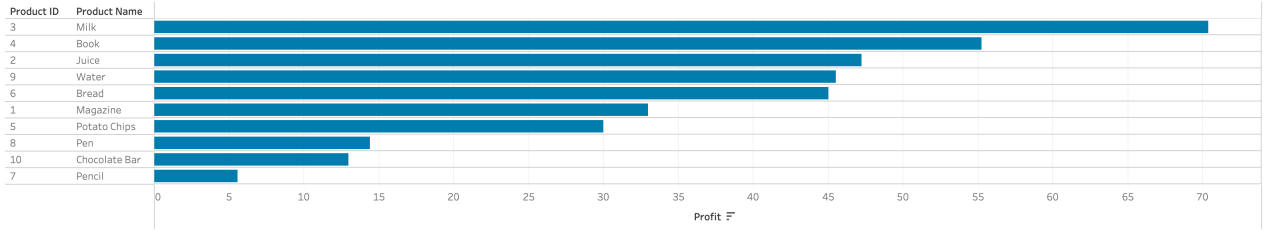 Product ID Product Name
3 Milk
4 Book
2 Juice
9 Water
6 Bread
1 Magazine
5 Potato Chips
8 Pen
10 Chocolate Bar
7 Pencil
0 5 10 15 20 25 30 35 40 45 50 55 60 65 70
Profit